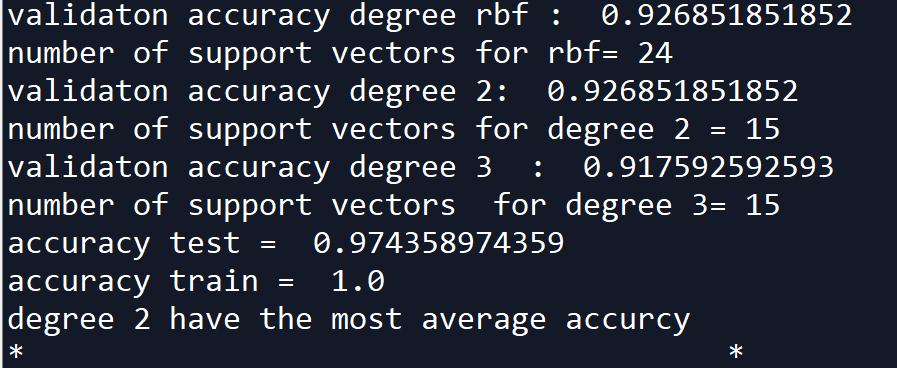 validaton accuracy degree rbf :  0.926851851852
number of support vectors for rbf= 24
validaton accuracy degree 2:  0.926851851852
number of support vectors for degree 2 = 15
validaton accuracy degree 3  :  0.917592592593
number of support vectors  for degree 3= 15
accuracy test =  0.974358974359
accuracy train =  1.0
degree 2 have the most average accurcy
*                                       *